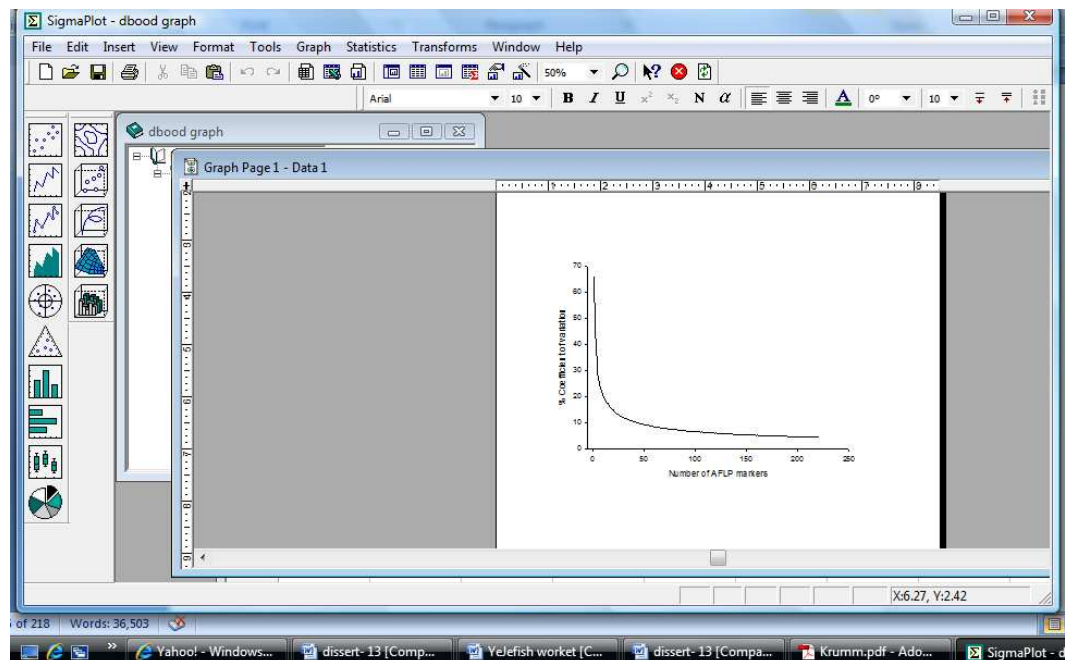 SigmaPlot - dbood graph
File Edit Insert View Format Tools Graph Statistics Transforms Window Help
50%
Arial 10 B I U x² x₂ N α A 0° 10
dbood graph
Graph Page 1 - Data 1
70
60
50
40
30
20
10
0
% Coefficient of variation
0 50 100 150 200 250
Number of AFLP markers
X:6.27, Y:2.42
of 218 Words: 36,503
Yahoo! - Windows... dissert- 13 [Comp... YeJefish worket [C... dissert- 13 [Compa... Krumm.pdf - Ado... SigmaPlot - d